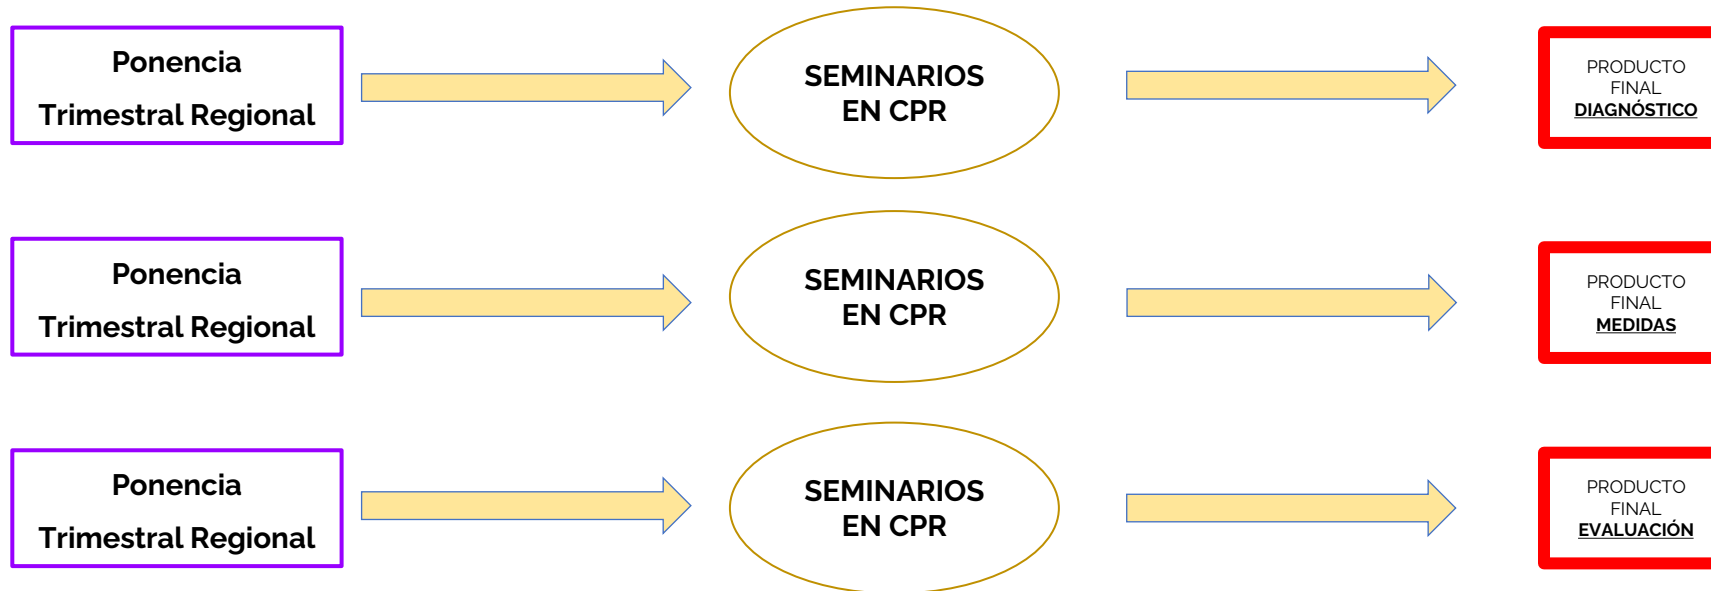 Ponencia
Trimestral Regional
SEMINARIOS
EN CPR
PRODUCTO
FINAL
DIAGNÓSTICO
Ponencia
Trimestral Regional
SEMINARIOS
EN CPR
PRODUCTO
FINAL
MEDIDAS
Ponencia
Trimestral Regional
SEMINARIOS
EN CPR
PRODUCTO
FINAL
EVALUACIÓN